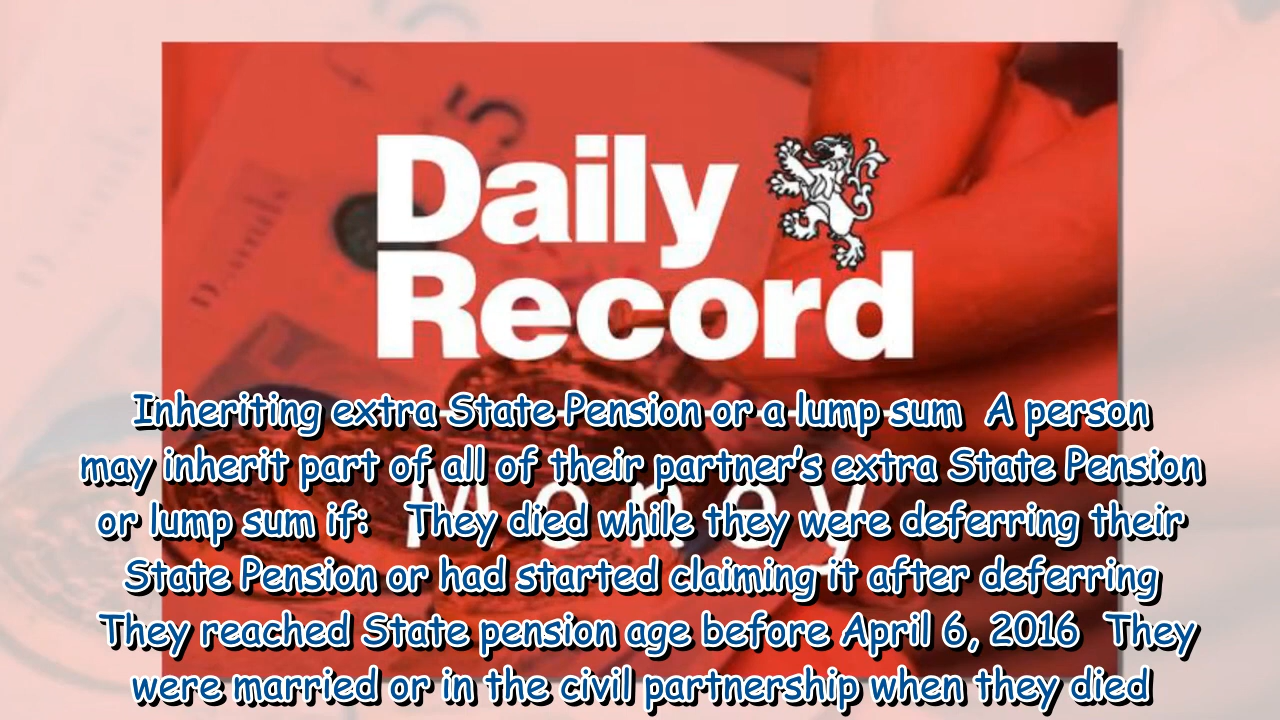 Daily
Record
Money
Inheriting extra State Pension or a lump sum  A person
may inherit part of all of their partner's extra State Pension
or lump sum if:   They died while they were deferring their
State Pension or had started claiming it after deferring
They reached State pension age before April 6, 2016   They
were married or in the civil partnership when they died